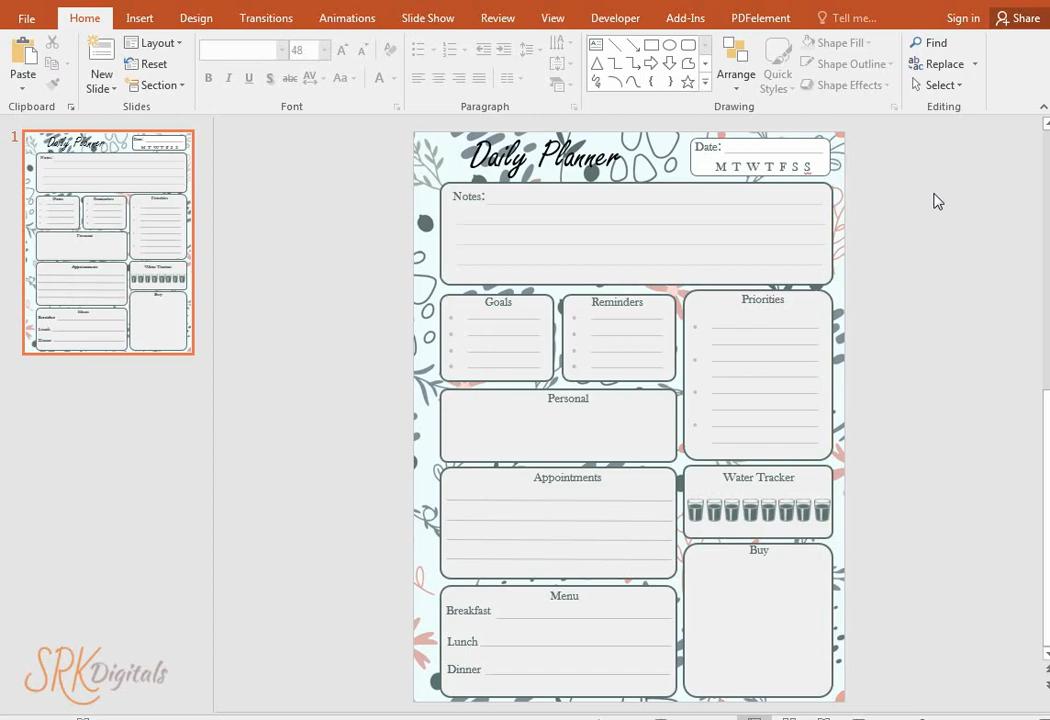 File Home Insert Design Transitions Animations Slide Show Review View Developer Add-Ins PDFelement Tell me... Sign in Share
Paste
New
Slide
Layout
Reset
Section
48
B I U S abc AV Aa A
Arrange
Quick
Styles
Shape Fill
Shape Outline
Shape Effects
Find
Replace
Select
Clipboard Slides Font Paragraph Drawing Editing
1
Daily Planner
Date:
M T W T F S S
Notes:
Goals
Reminders
Priorities
Personal
Appointments
Water Tracker
Buy
Menu
Breakfast
Lunch
Dinner
SRK Digitals